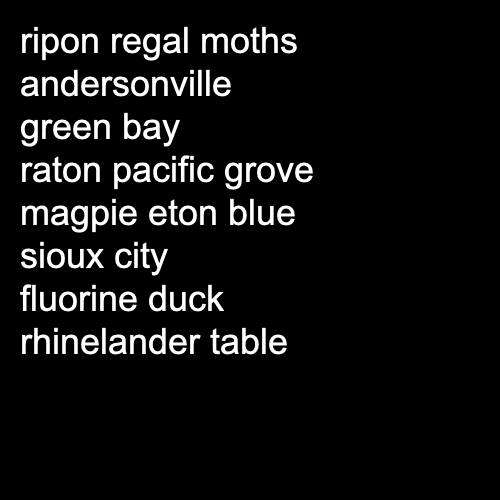 ripon regal moths
andersonville
green bay
raton pacific grove
magpie eton blue
sioux city
fluorine duck
rhinelander table